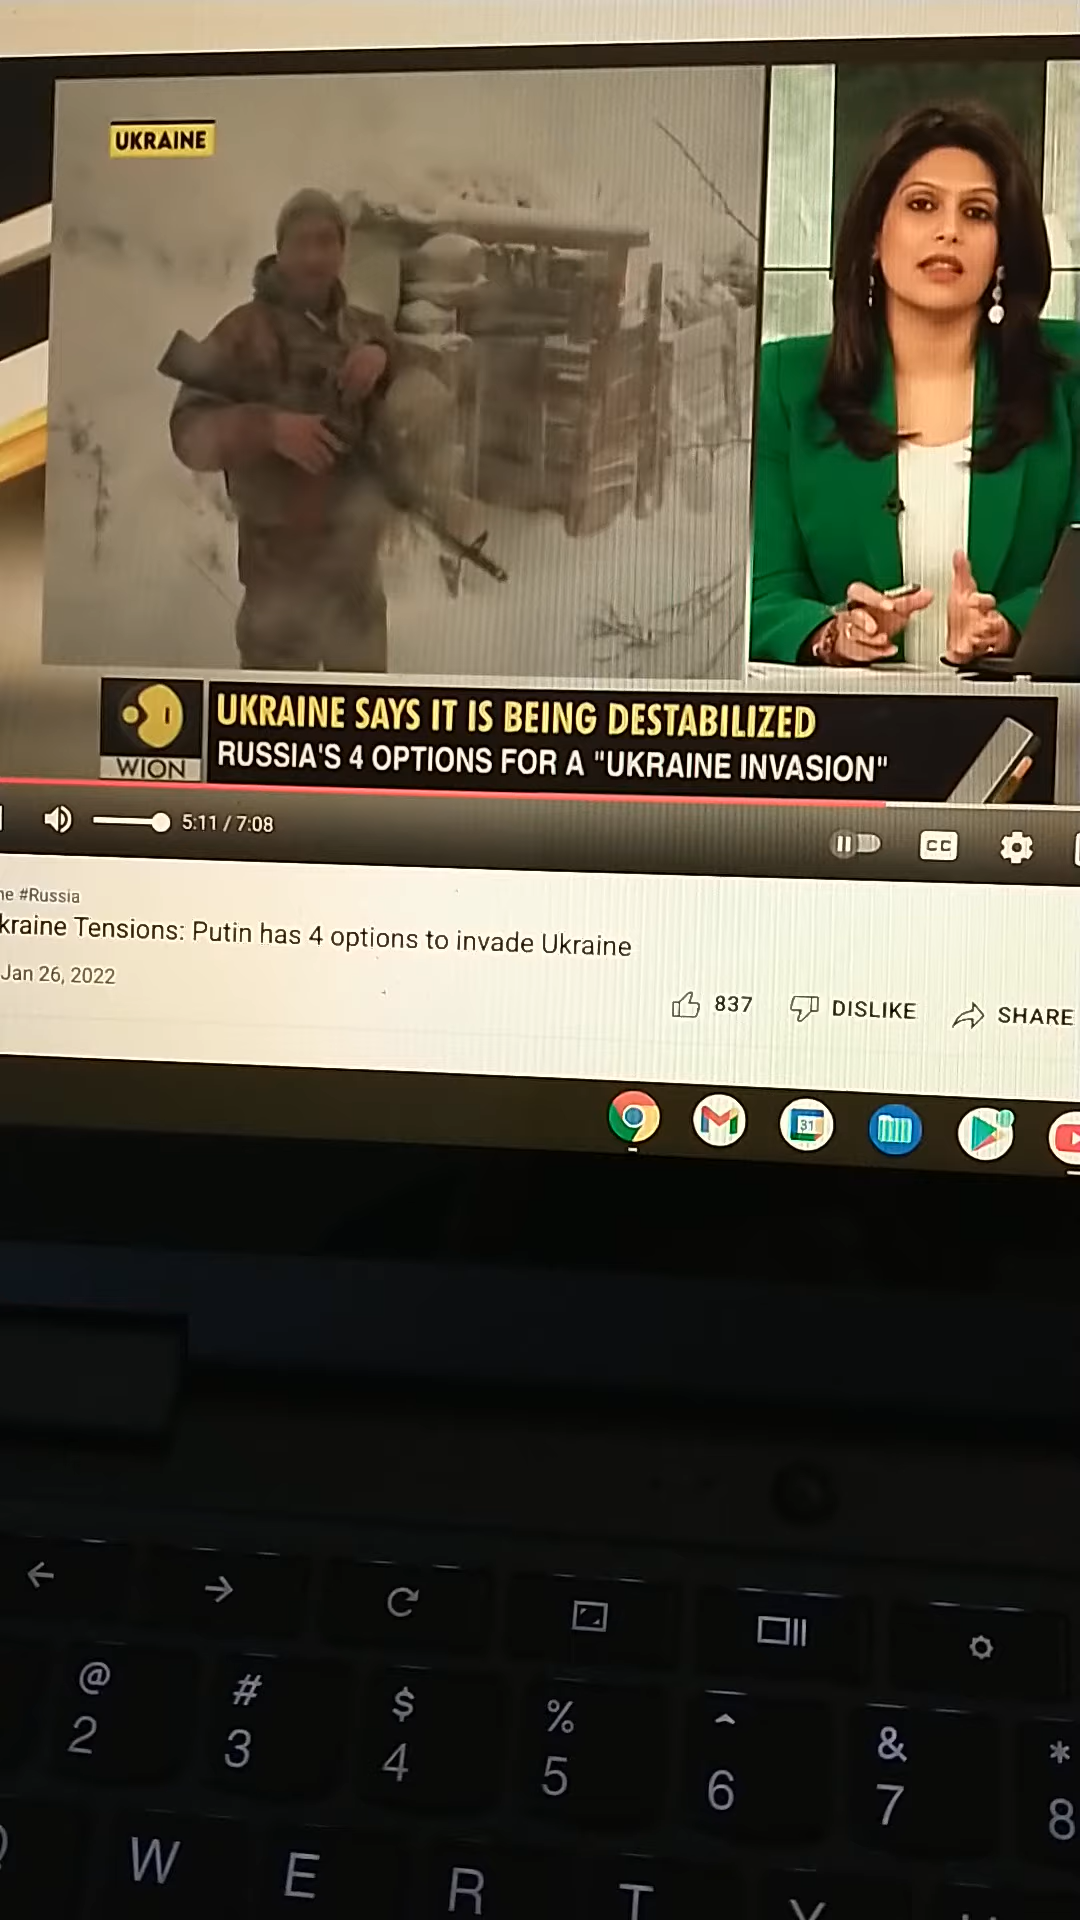 UKRAINE
UKRAINE SAYS IT IS BEING DESTABILIZED
RUSSIA'S 4 OPTIONS FOR A "UKRAINE INVASION"
WION
5:11 / 7:08
CC
ne #Russia
kraine Tensions: Putin has 4 options to invade Ukraine
Jan 26, 2022
837 DISLIKE SHARE
31
@ # $ % ^ & *
2 3 4 5 6 7 8
W E R T Y